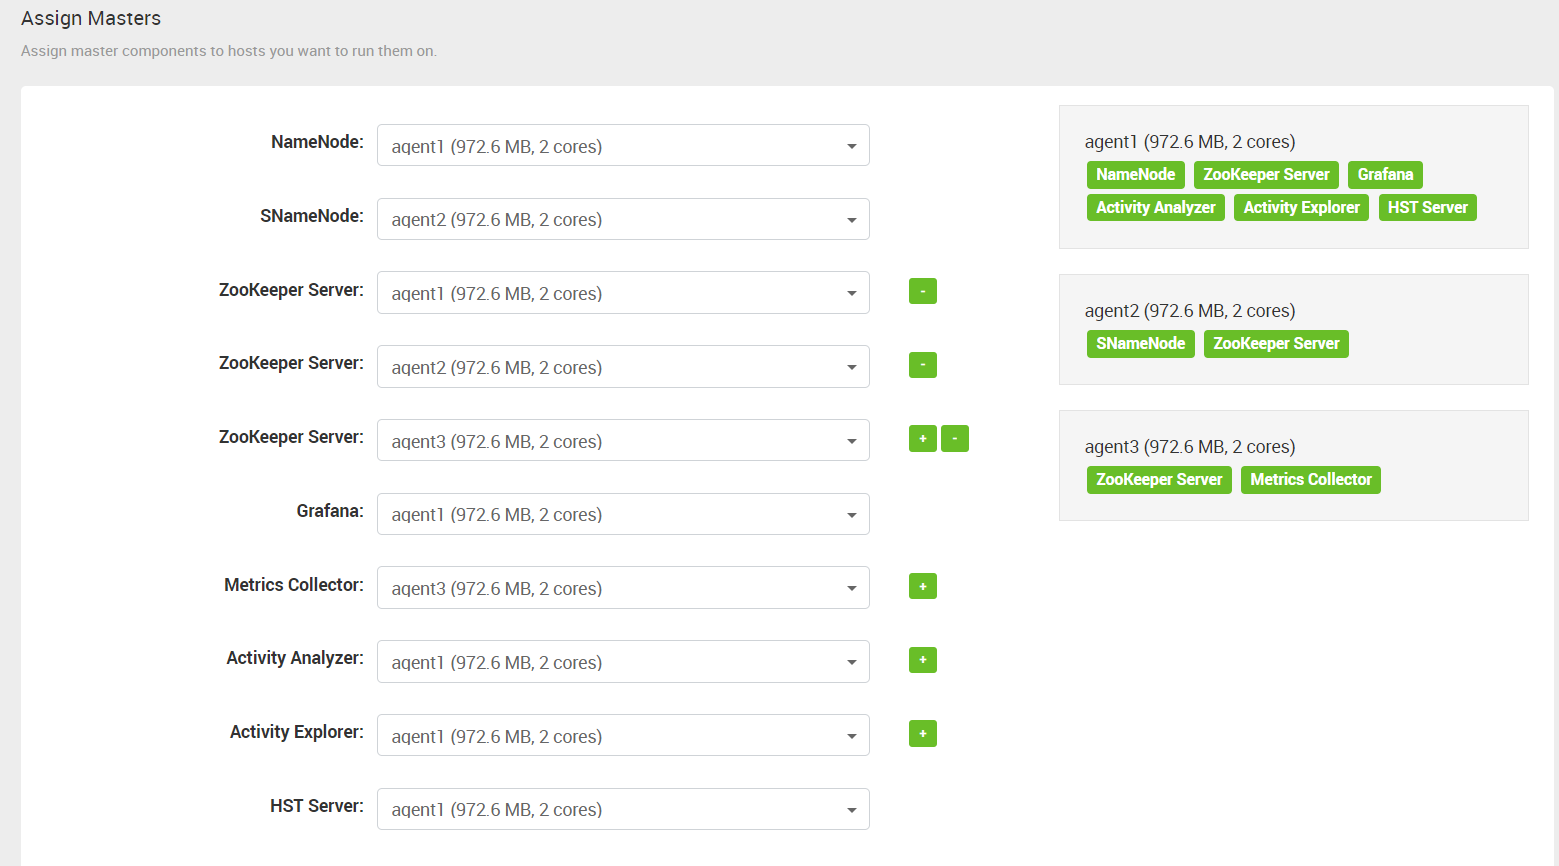 Assign Masters
Assign master components to hosts you want to run them on.
NameNode: agent1 (972.6 MB, 2 cores)
SNameNode: agent2 (972.6 MB, 2 cores)
ZooKeeper Server: agent1 (972.6 MB, 2 cores) -
ZooKeeper Server: agent2 (972.6 MB, 2 cores) -
ZooKeeper Server: agent3 (972.6 MB, 2 cores) + -
Grafana: agent1 (972.6 MB, 2 cores)
Metrics Collector: agent3 (972.6 MB, 2 cores) +
Activity Analyzer: agent1 (972.6 MB, 2 cores) +
Activity Explorer: agent1 (972.6 MB, 2 cores) +
HST Server: agent1 (972.6 MB, 2 cores)
agent1 (972.6 MB, 2 cores)
NameNode ZooKeeper Server Grafana
Activity Analyzer Activity Explorer HST Server
agent2 (972.6 MB, 2 cores)
SNameNode ZooKeeper Server
agent3 (972.6 MB, 2 cores)
ZooKeeper Server Metrics Collector